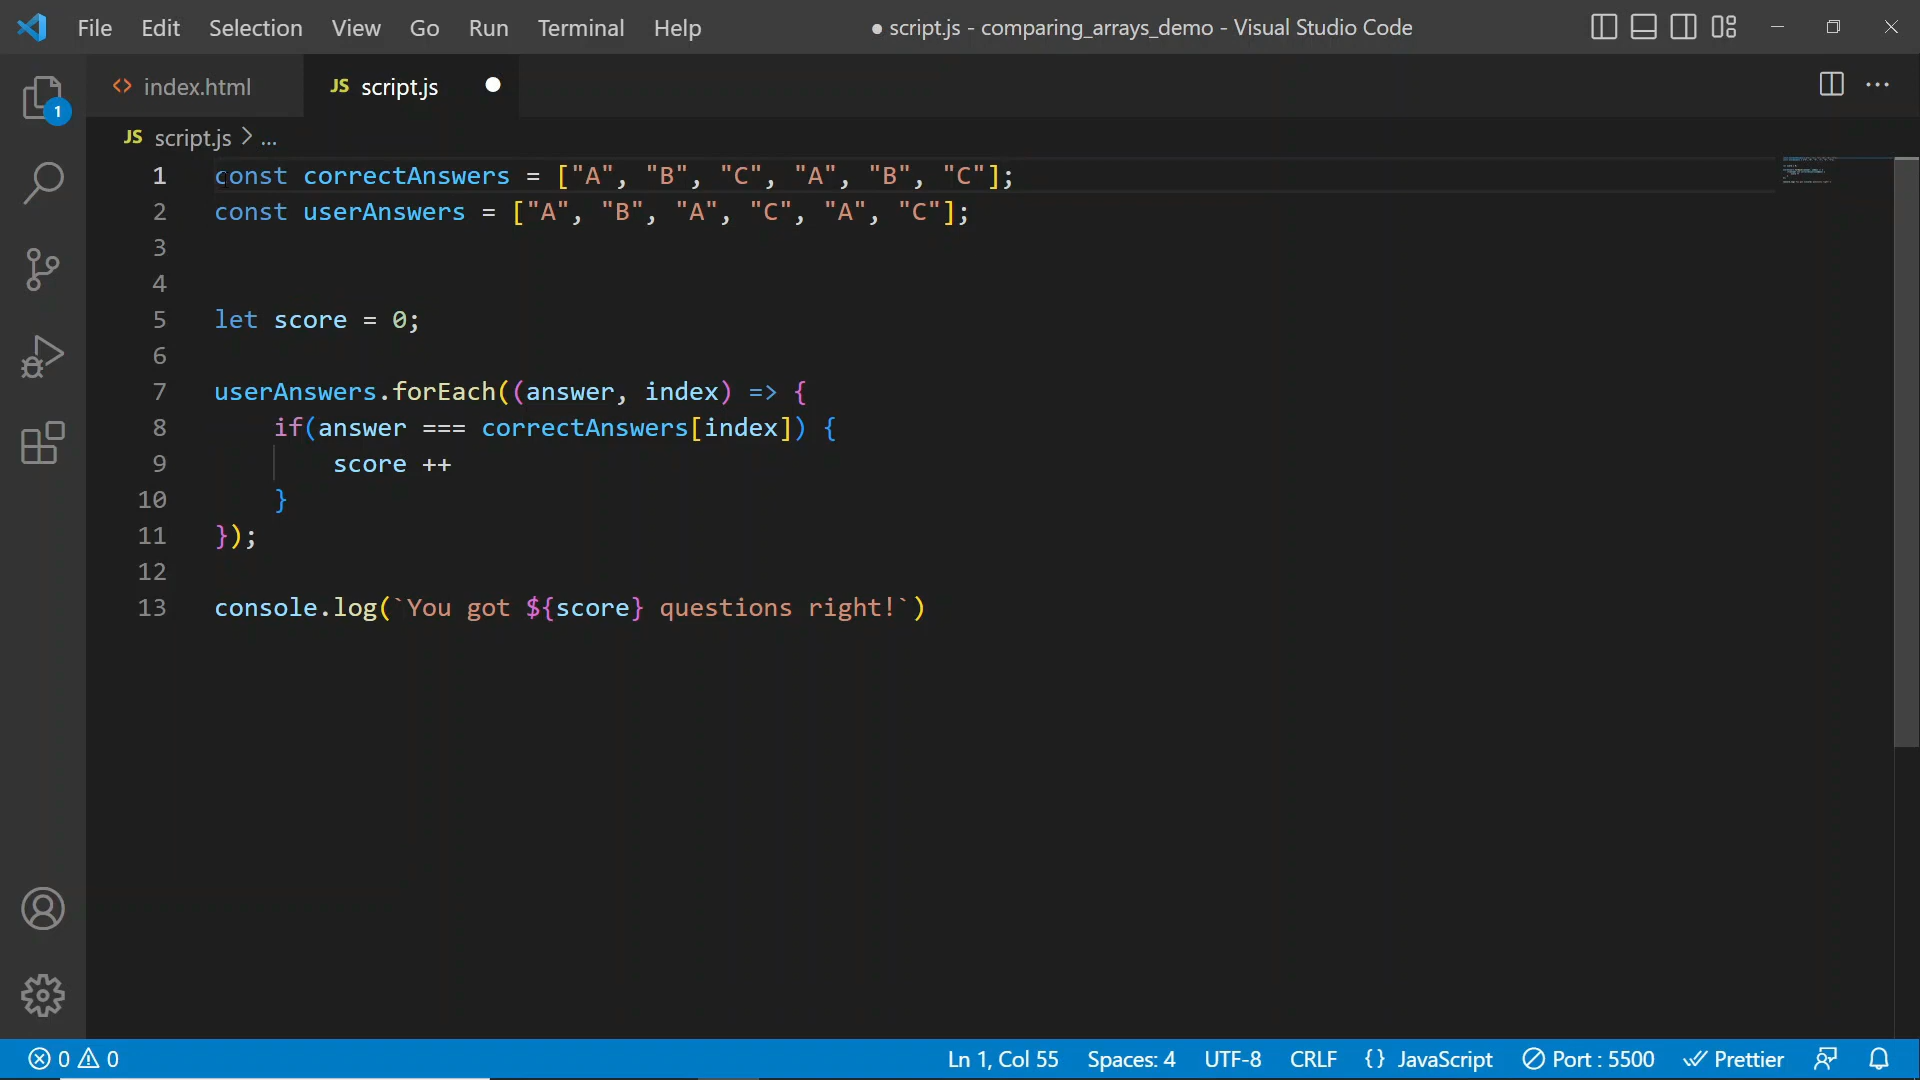 File Edit Selection View Go Run Terminal Help ● script.js - comparing_arrays_demo - Visual Studio Code
1
<> index.html JS script.js ●
JS script.js > ...
1 const correctAnswers = ["A", "B", "C", "A", "B", "C"];
2 const userAnswers = ["A", "B", "A", "C", "A", "C"];
3
4
5 let score = 0;
6
7 userAnswers.forEach((answer, index) => {
8     if(answer === correctAnswers[index]) {
9         score ++
10     }
11 });
12
13 console.log(`You got ${score} questions right!`)
0 0 Ln 1, Col 55 Spaces: 4 UTF-8 CRLF {} JavaScript Port : 5500 Prettier